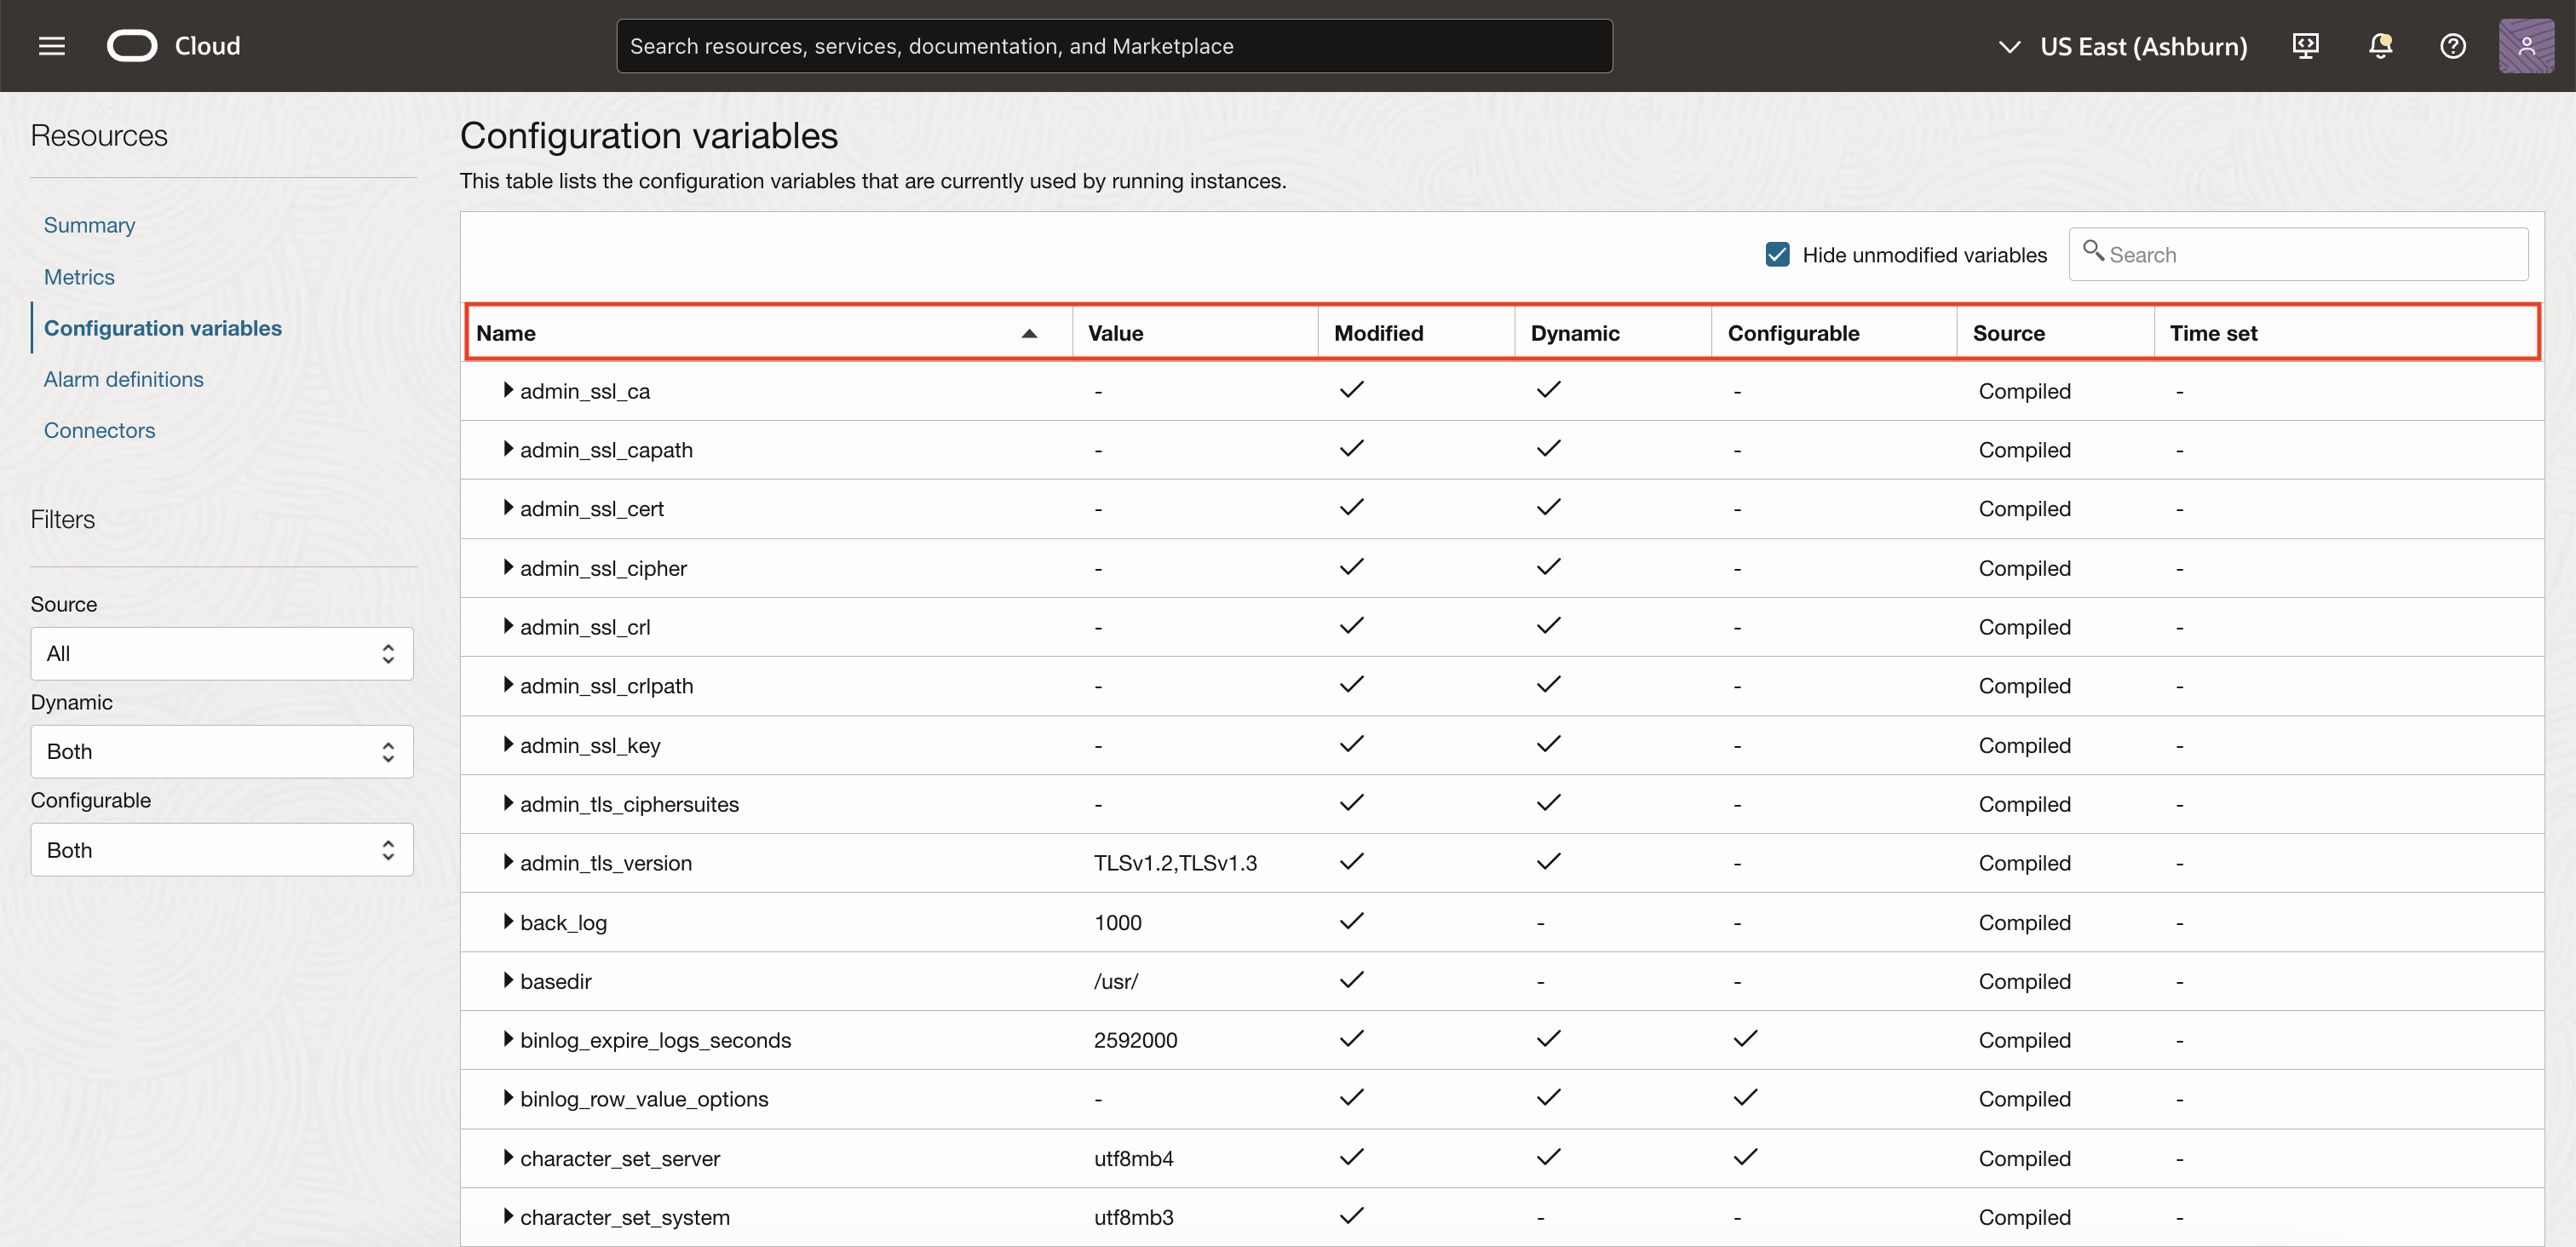 Cloud
Search resources, services, documentation, and Marketplace
US East (Ashburn)
Resources
Summary
Metrics
Configuration variables
Alarm definitions
Connectors
Filters
Source
All
Dynamic
Both
Configurable
Both
Configuration variables
This table lists the configuration variables that are currently used by running instances.
Hide unmodified variables
Search
Name Value Modified Dynamic Configurable Source Time set
admin_ssl_ca - ✓ ✓ - Compiled -
admin_ssl_capath - ✓ ✓ - Compiled -
admin_ssl_cert - ✓ ✓ - Compiled -
admin_ssl_cipher - ✓ ✓ - Compiled -
admin_ssl_crl - ✓ ✓ - Compiled -
admin_ssl_crlpath - ✓ ✓ - Compiled -
admin_ssl_key - ✓ ✓ - Compiled -
admin_tls_ciphersuites - ✓ ✓ - Compiled -
admin_tls_version TLSv1.2,TLSv1.3 ✓ ✓ - Compiled -
back_log 1000 ✓ - - Compiled -
basedir /usr/ ✓ - - Compiled -
binlog_expire_logs_seconds 2592000 ✓ ✓ ✓ Compiled -
binlog_row_value_options - ✓ ✓ ✓ Compiled -
character_set_server utf8mb4 ✓ ✓ ✓ Compiled -
character_set_system utf8mb3 ✓ - - Compiled -